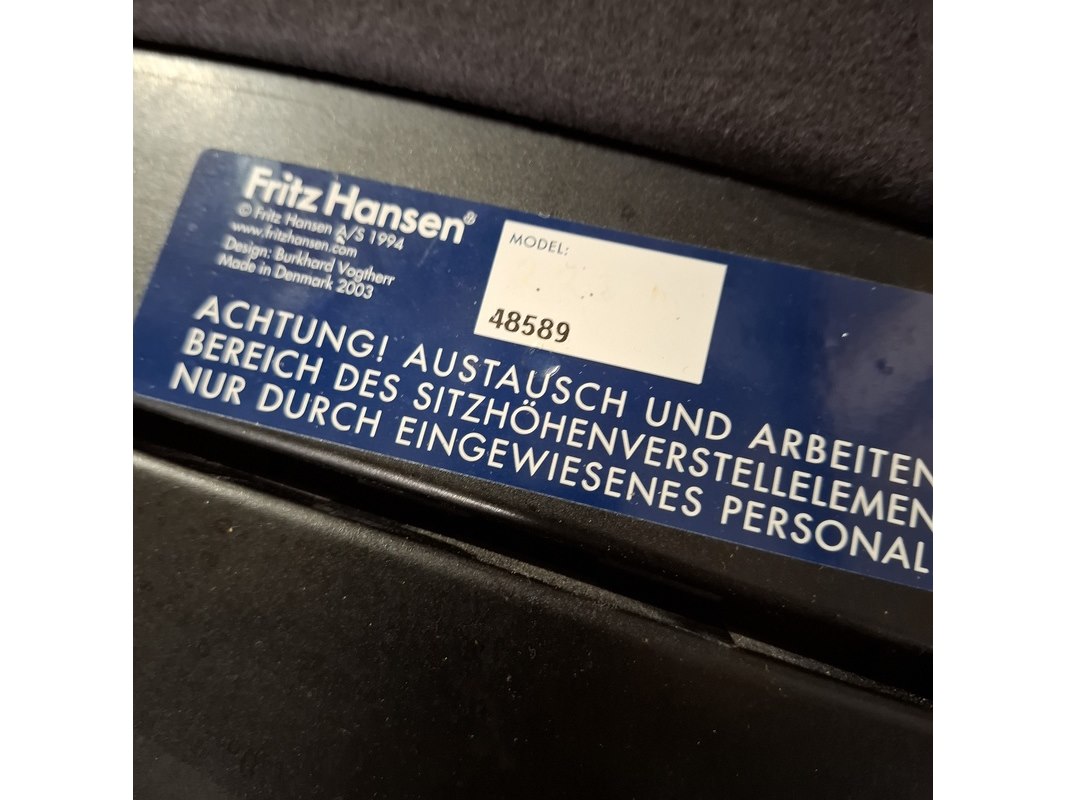 Fritz Hansen®
© Fritz Hansen A/S 1994
www.fritzhansen.com
Design: Burkhard Vogtherr
Made in Denmark 2003
MODEL:
48589
ACHTUNG! AUSTAUSCH UND ARBEITEN
BEREICH DES SITZHÖHENVERSTELLELEMEN
NUR DURCH EINGEWIESENES PERSONAL